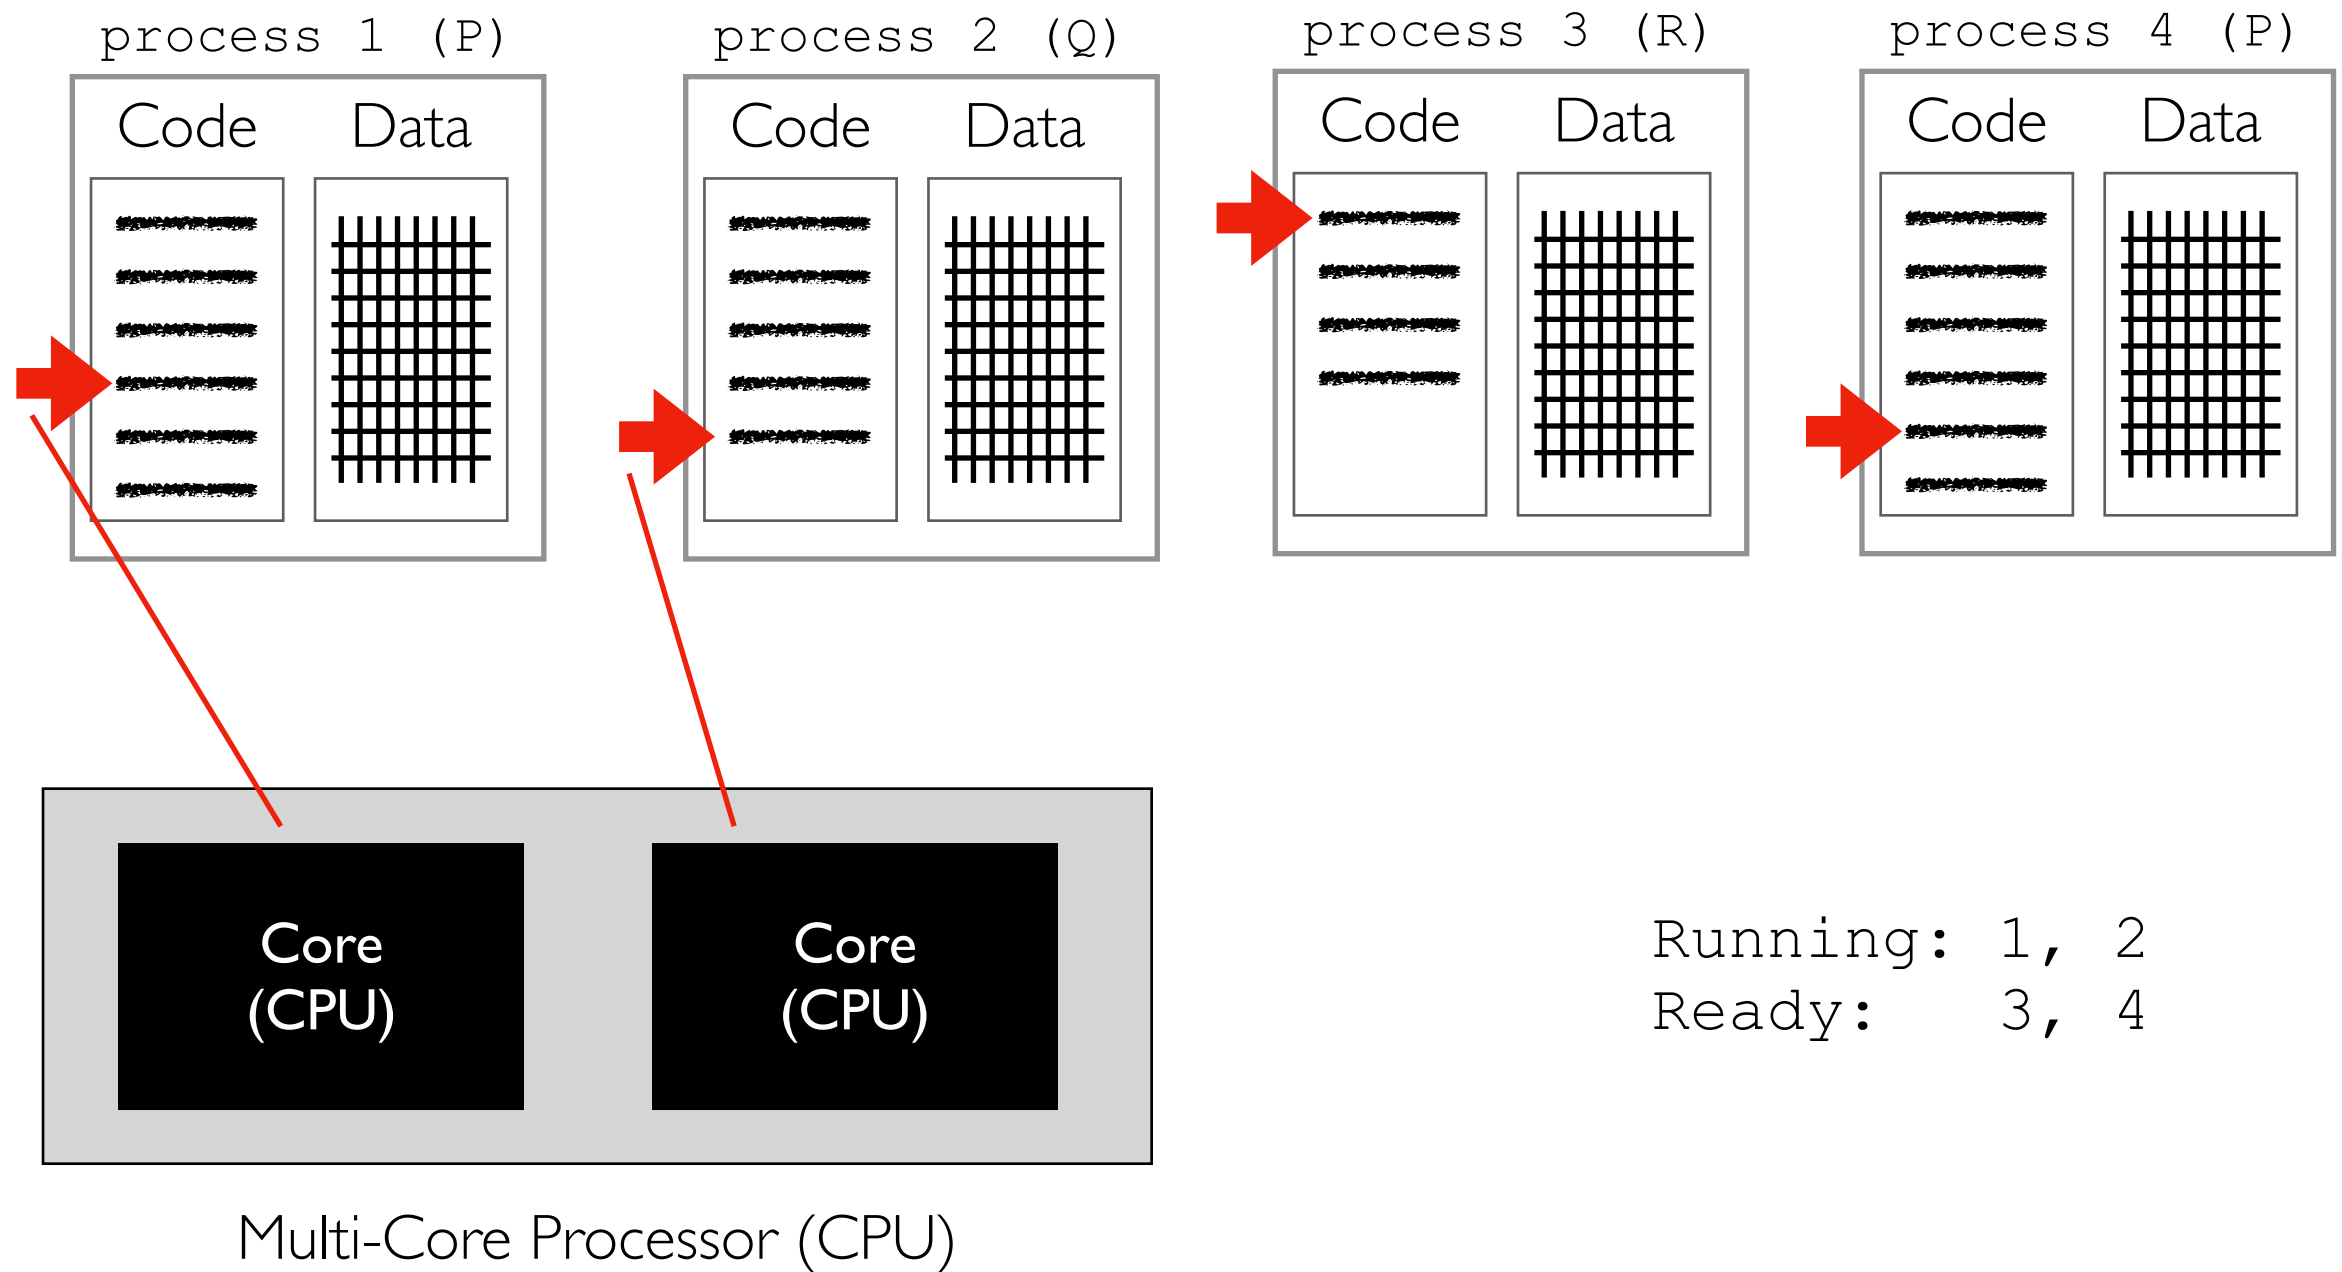 process 1 (P)
process 2 (Q)
process 3 (R)
process 4 (P)
Code Data
Code Data
Code Data
Code Data
Core
(CPU)
Core
(CPU)
Running: 1, 2
Ready: 3, 4
Multi-Core Processor (CPU)